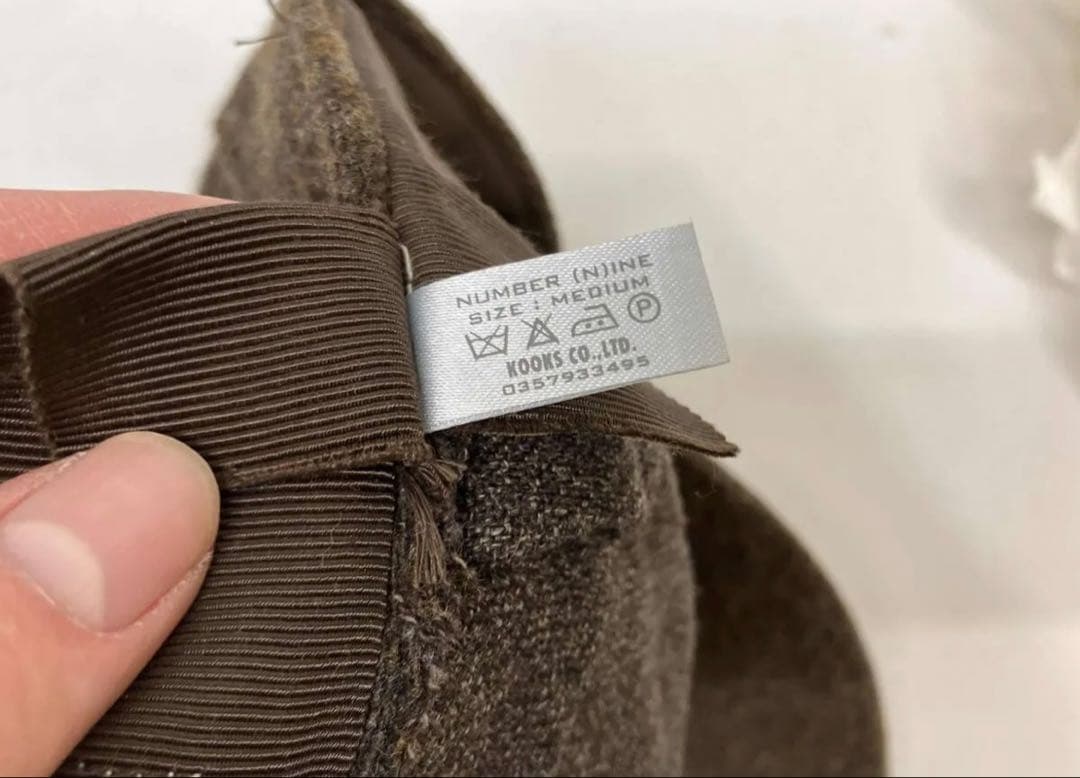 NUMBER (N)INE
SIZE : MEDIUM
P
KOOKS CO.,LTD.
0357933495